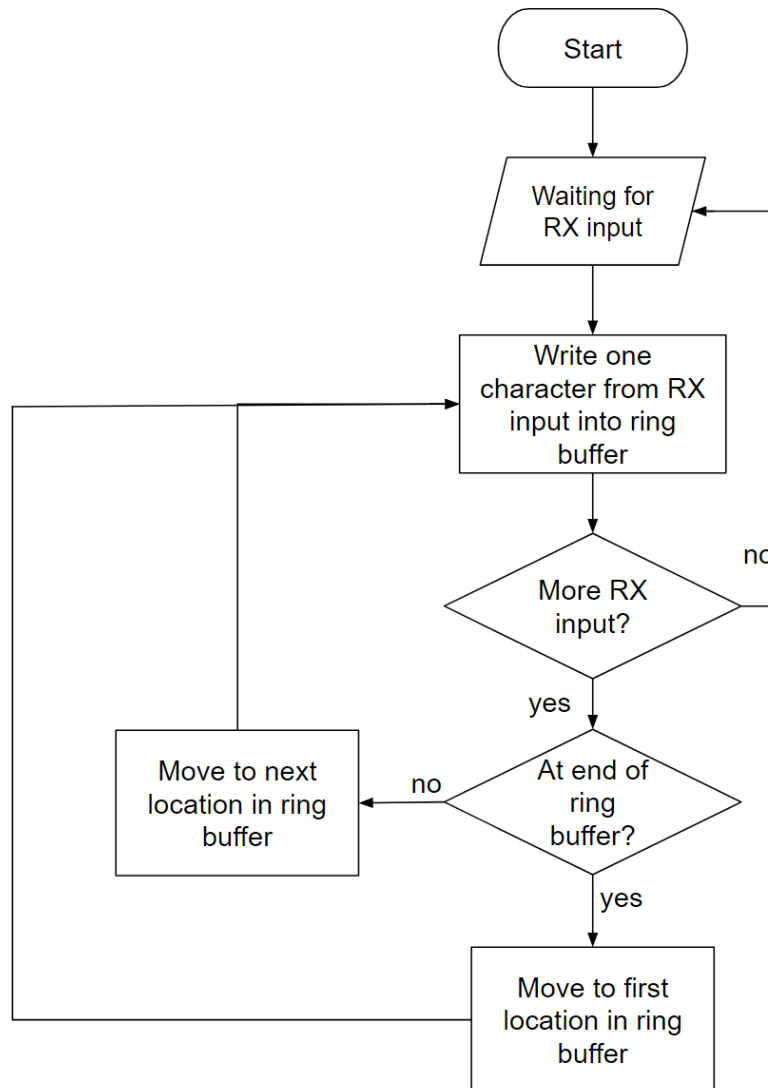 Start
Waiting for
RX input
Write one
character from RX
input into ring
buffer
More RX
input?
no
yes
At end of
ring
buffer?
no
Move to next
location in ring
buffer
yes
Move to first
location in ring
buffer